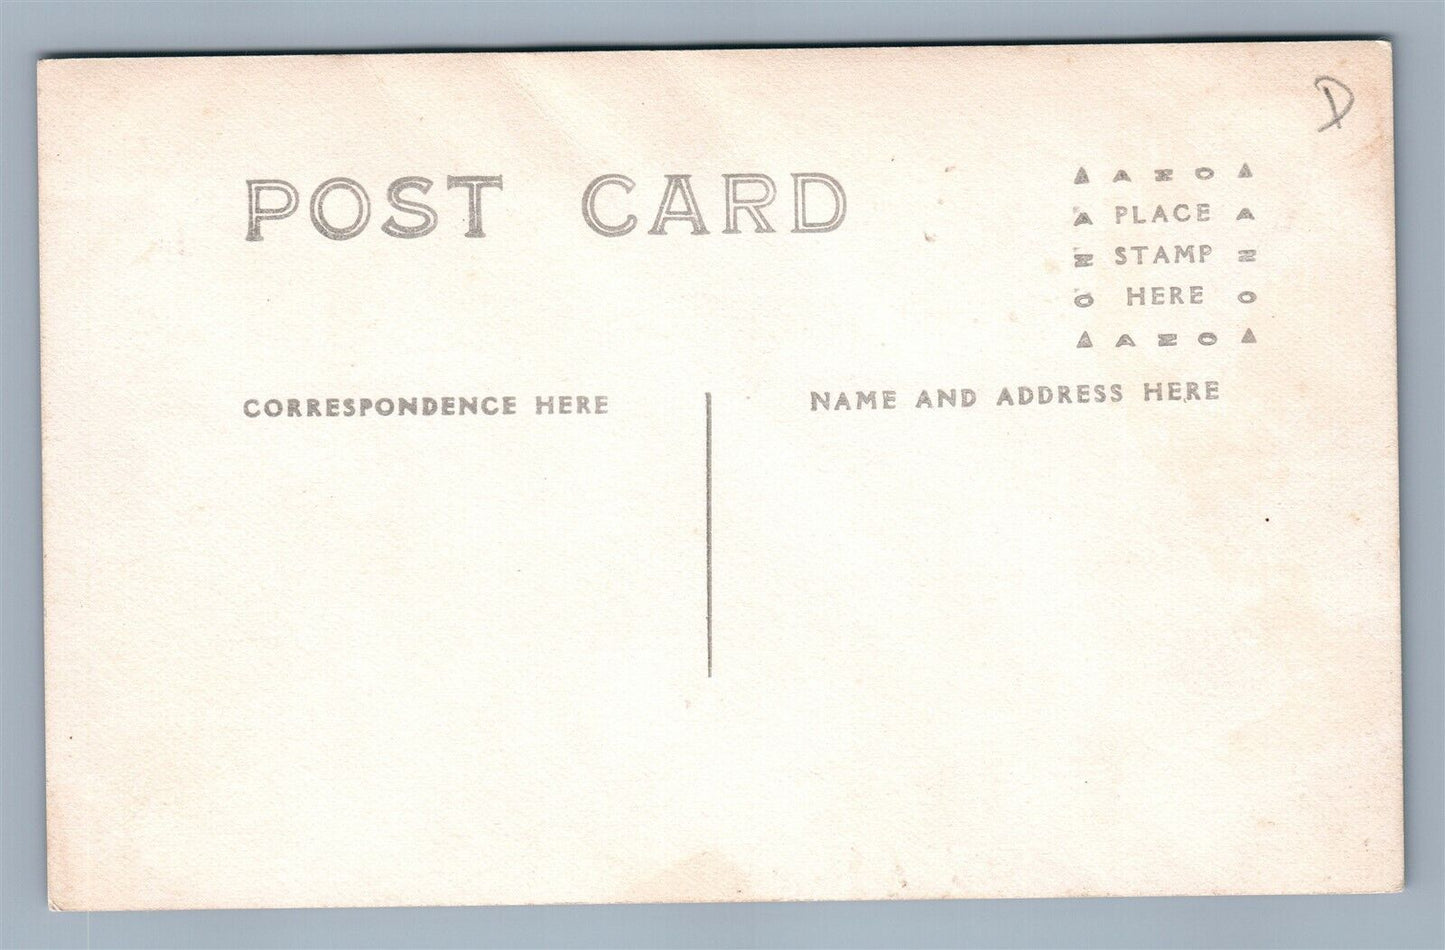 D
POST CARD
▲ A Z O ▲
A PLACE A
Z STAMP Z
O HERE O
▲ A Z O ▲
CORRESPONDENCE HERE
NAME AND ADDRESS HERE